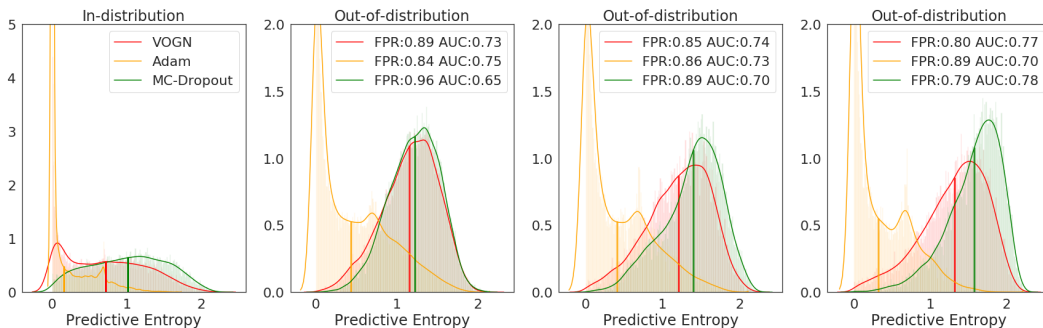 In-distribution
5
4
3
2
1
0
VOGN
Adam
MC-Dropout
0
1
2
Predictive Entropy
Out-of-distribution
2.0
1.5
1.0
0.5
0.0
FPR:0.89 AUC:0.73
FPR:0.84 AUC:0.75
FPR:0.96 AUC:0.65
0
1
2
Predictive Entropy
Out-of-distribution
2.0
1.5
1.0
0.5
0.0
FPR:0.85 AUC:0.74
FPR:0.86 AUC:0.73
FPR:0.89 AUC:0.70
0
1
2
Predictive Entropy
Out-of-distribution
2.0
1.5
1.0
0.5
0.0
FPR:0.80 AUC:0.77
FPR:0.89 AUC:0.70
FPR:0.79 AUC:0.78
0
1
2
Predictive Entropy